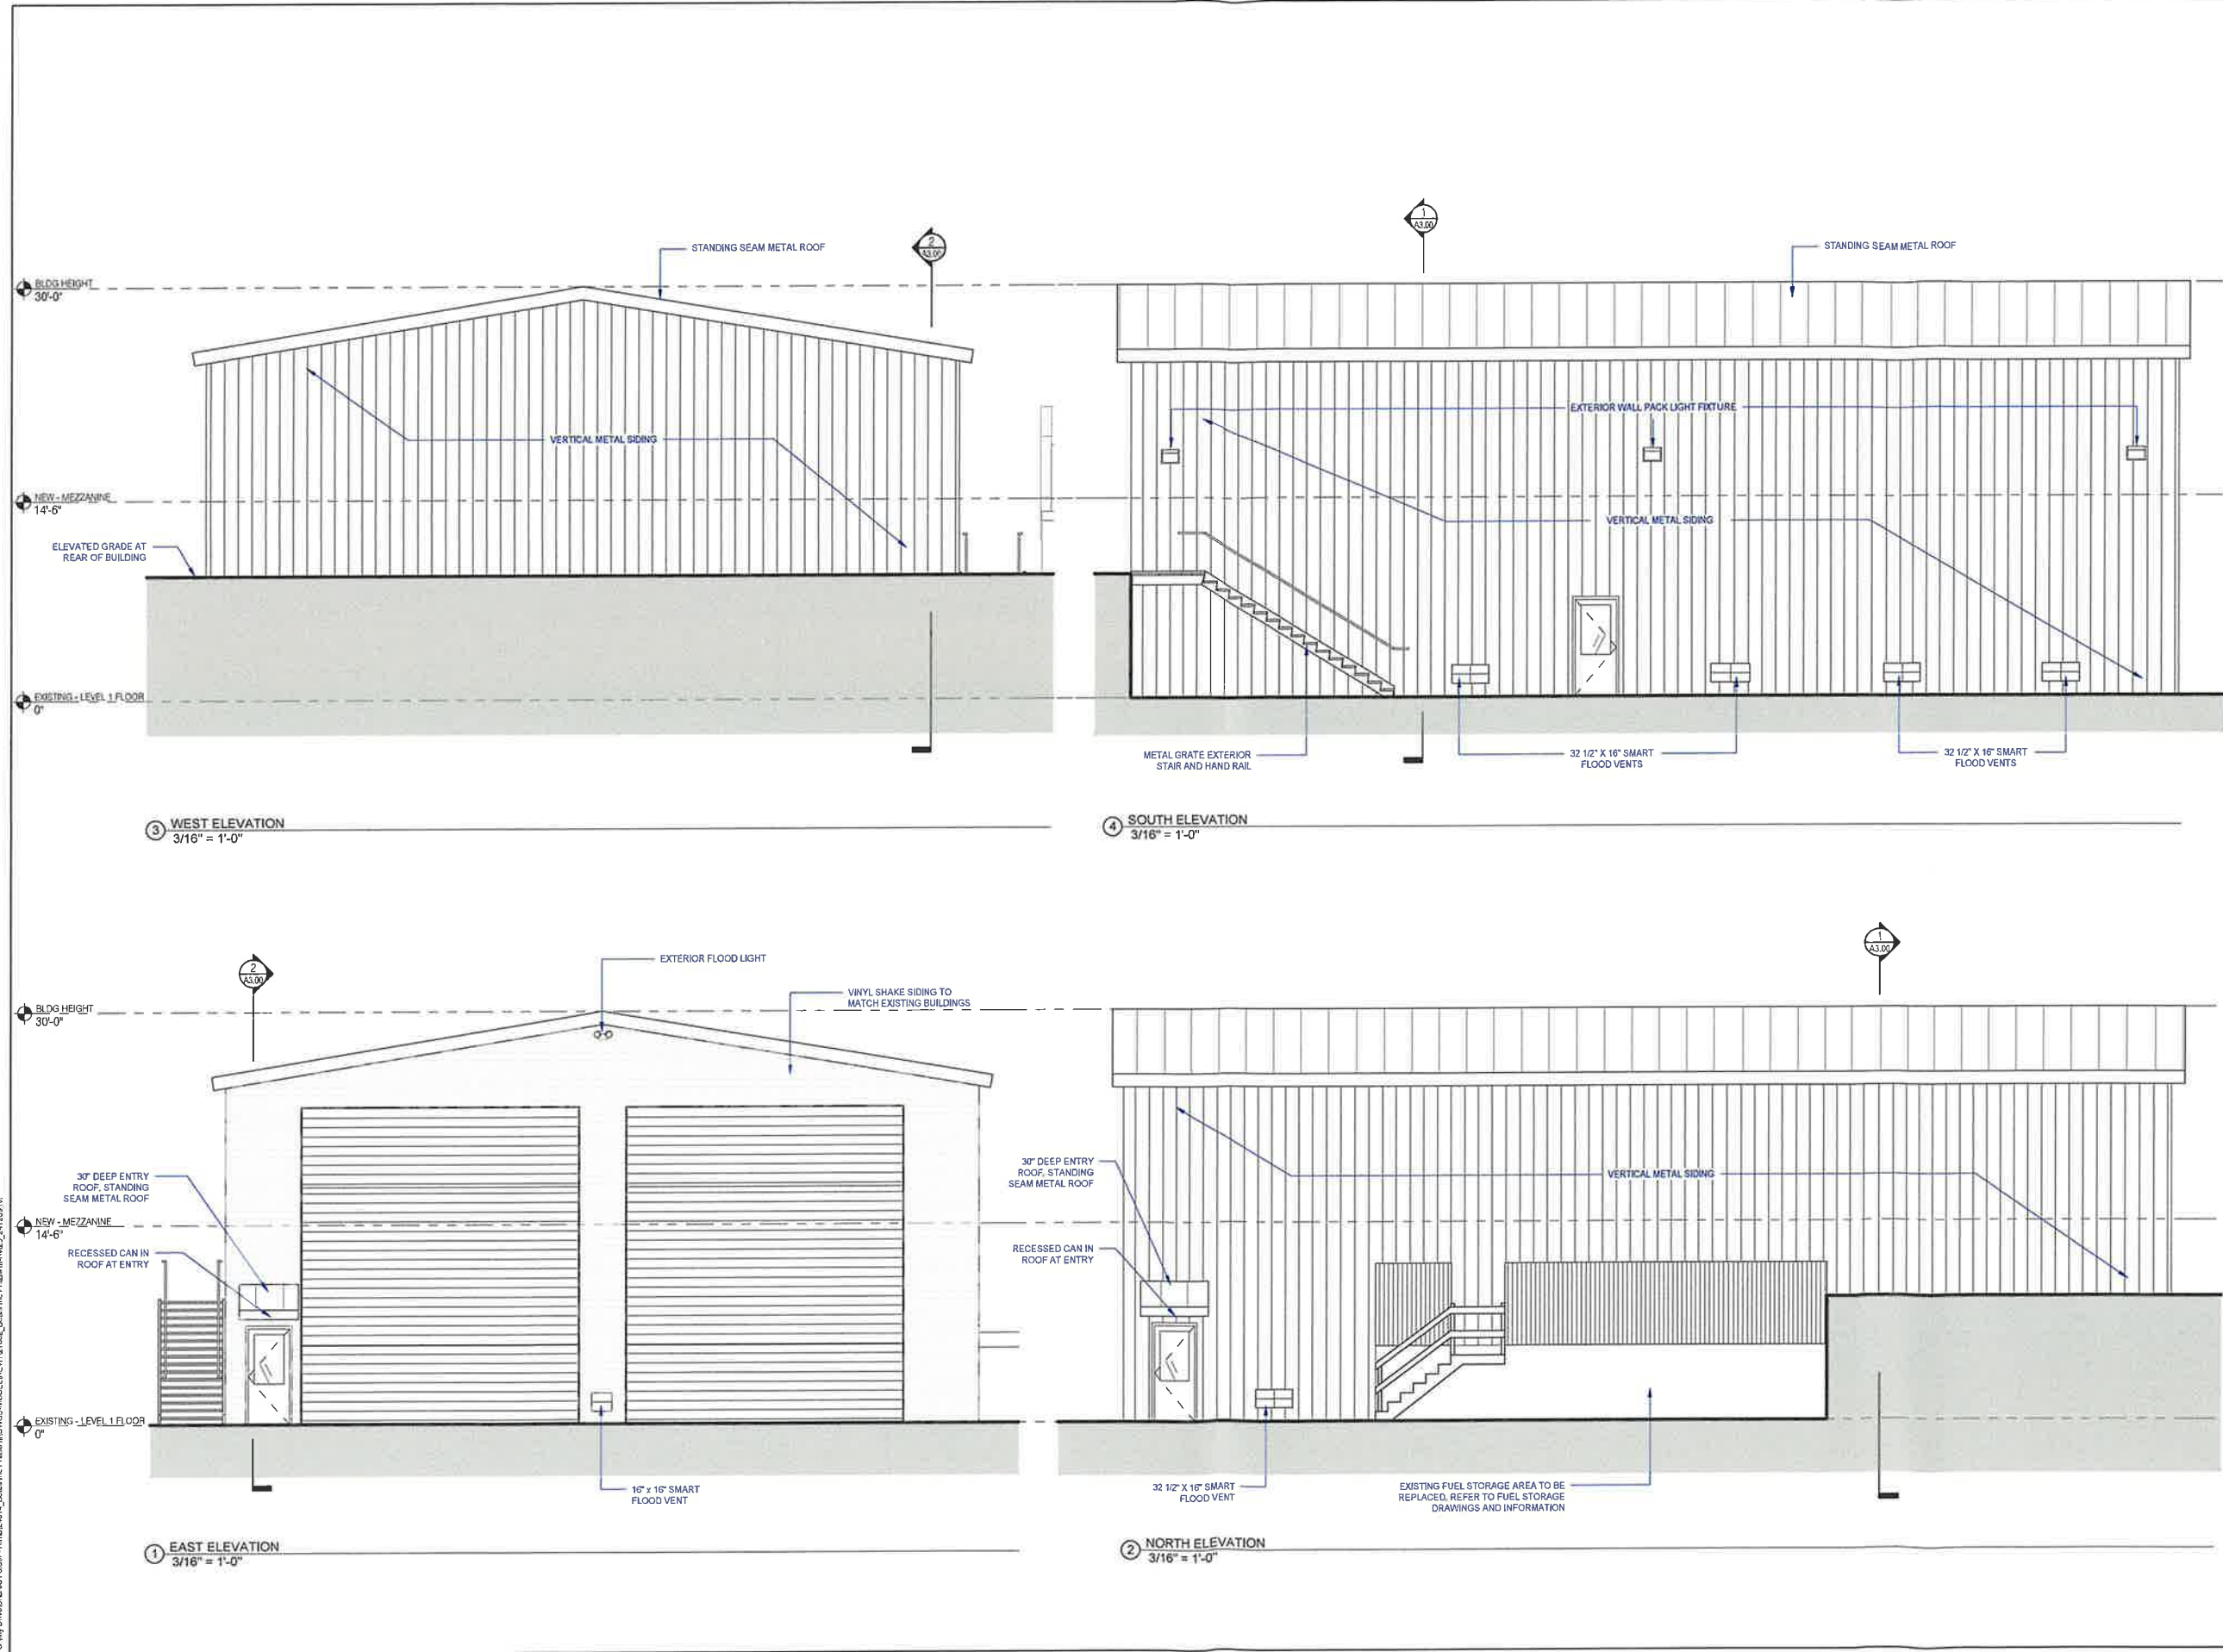 2
A3.00
STANDING SEAM METAL ROOF
BLDG HEIGHT
30'-0"
VERTICAL METAL SIDING
NEW - MEZZANINE
14'-6"
ELEVATED GRADE AT
REAR OF BUILDING
EXISTING - LEVEL 1 FLOOR
0"
3 WEST ELEVATION
3/16" = 1'-0"
1
A3.00
STANDING SEAM METAL ROOF
EXTERIOR WALL PACK LIGHT FIXTURE
VERTICAL METAL SIDING
METAL GRATE EXTERIOR
STAIR AND HAND RAIL
32 1/2" X 16" SMART
FLOOD VENTS
32 1/2" X 16" SMART
FLOOD VENTS
4 SOUTH ELEVATION
3/16" = 1'-0"
2
A3.00
EXTERIOR FLOOD LIGHT
VINYL SHAKE SIDING TO
MATCH EXISTING BUILDINGS
BLDG HEIGHT
30'-0"
30" DEEP ENTRY
ROOF, STANDING
SEAM METAL ROOF
NEW - MEZZANINE
14'-6"
RECESSED CAN IN
ROOF AT ENTRY
EXISTING - LEVEL 1 FLOOR
0"
16" x 16" SMART
FLOOD VENT
1 EAST ELEVATION
3/16" = 1'-0"
1
A3.00
30" DEEP ENTRY
ROOF, STANDING
SEAM METAL ROOF
VERTICAL METAL SIDING
RECESSED CAN IN
ROOF AT ENTRY
32 1/2" X 16" SMART
FLOOD VENT
EXISTING FUEL STORAGE AREA TO BE
REPLACED, REFER TO FUEL STORAGE
DRAWINGS AND INFORMATION
2 NORTH ELEVATION
3/16" = 1'-0"